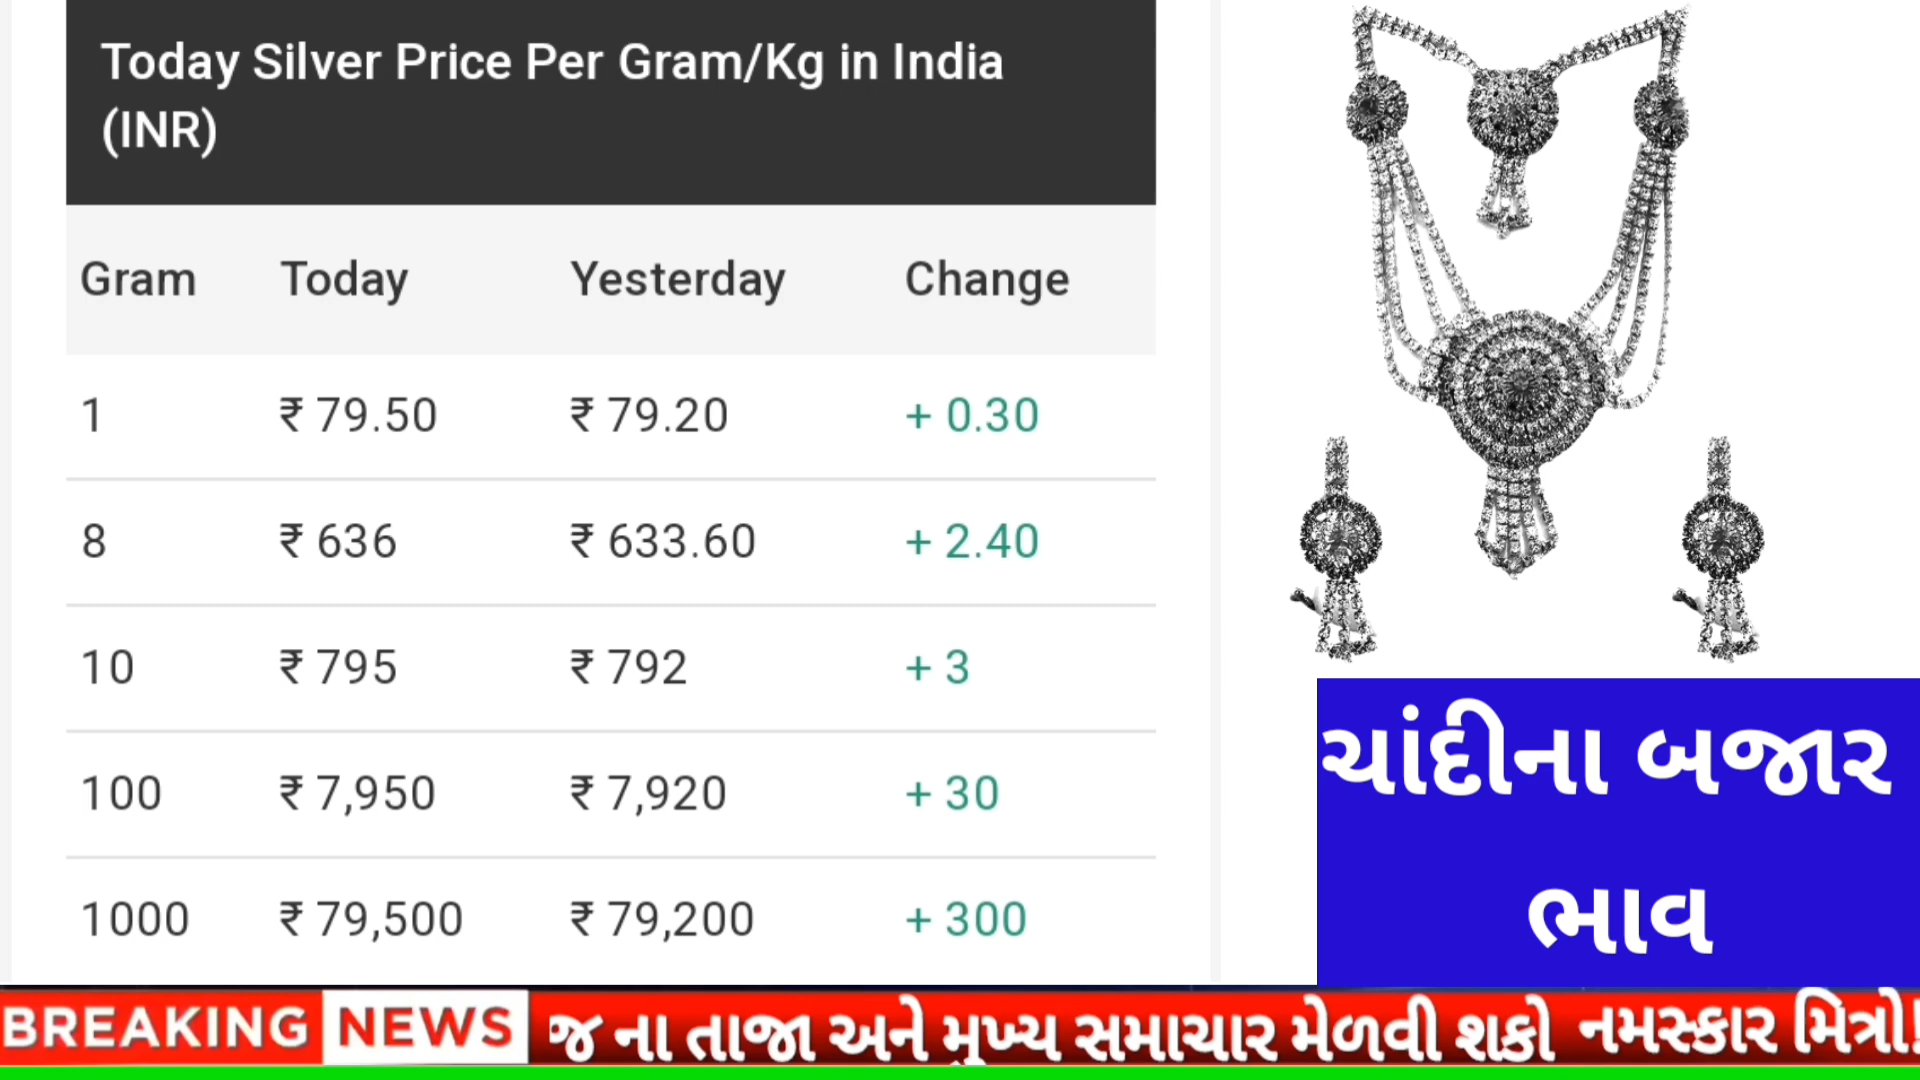 Today Silver Price Per Gram/Kg in India
(INR)
Gram Today Yesterday Change
1 ₹ 79.50 ₹ 79.20 + 0.30
8 ₹ 636 ₹ 633.60 + 2.40
10 ₹ 795 ₹ 792 + 3
100 ₹ 7,950 ₹ 7,920 + 30
1000 ₹ 79,500 ₹ 79,200 + 300
ચાંદીના બજાર
ભાવ
BREAKING NEWS જ ના તાજા અને મુખ્ય સમાચાર મેળવી શકો નમસ્કાર મિત્રો!